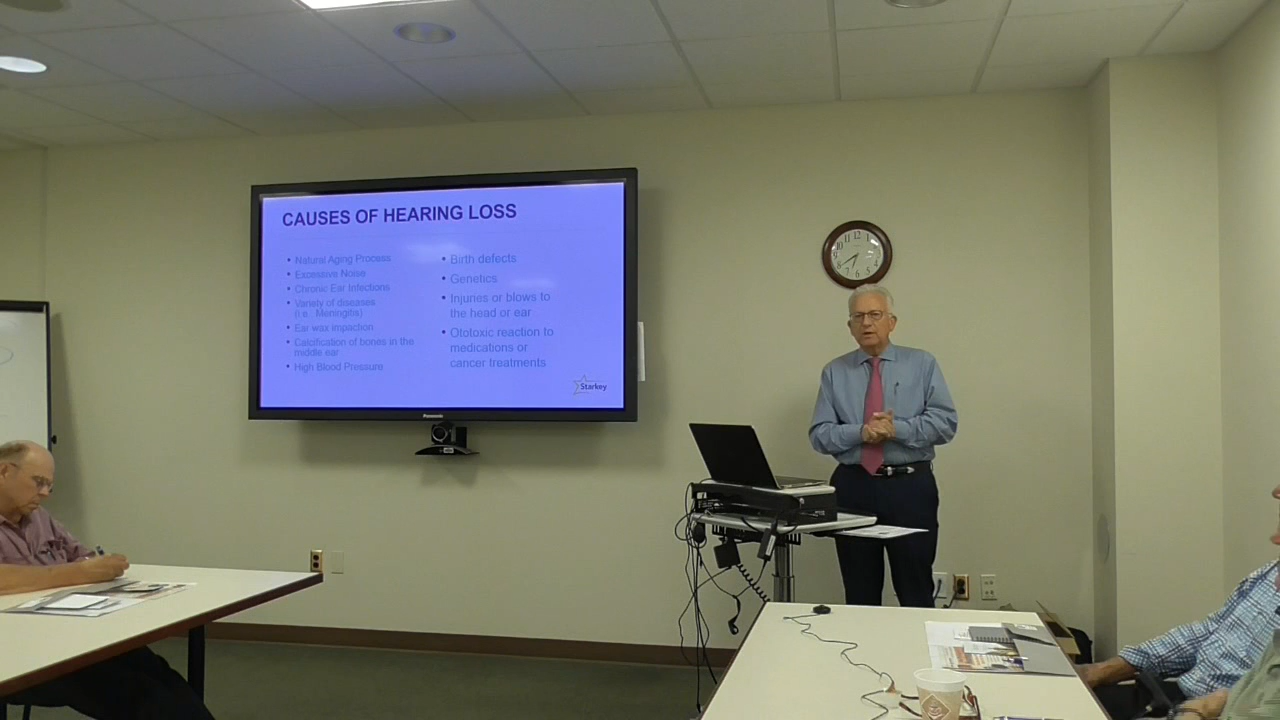 CAUSES OF HEARING LOSS
• Natural Aging Process
• Excessive Noise
• Chronic Ear Infections
• Variety of diseases
(i.e. Meningitis)
• Ear wax impaction
• Calcification of bones in the
middle ear
• High Blood Pressure
• Birth defects
• Genetics
• Injuries or blows to
the head or ear
• Ototoxic reaction to
medications or
cancer treatments
Starkey
Panasonic